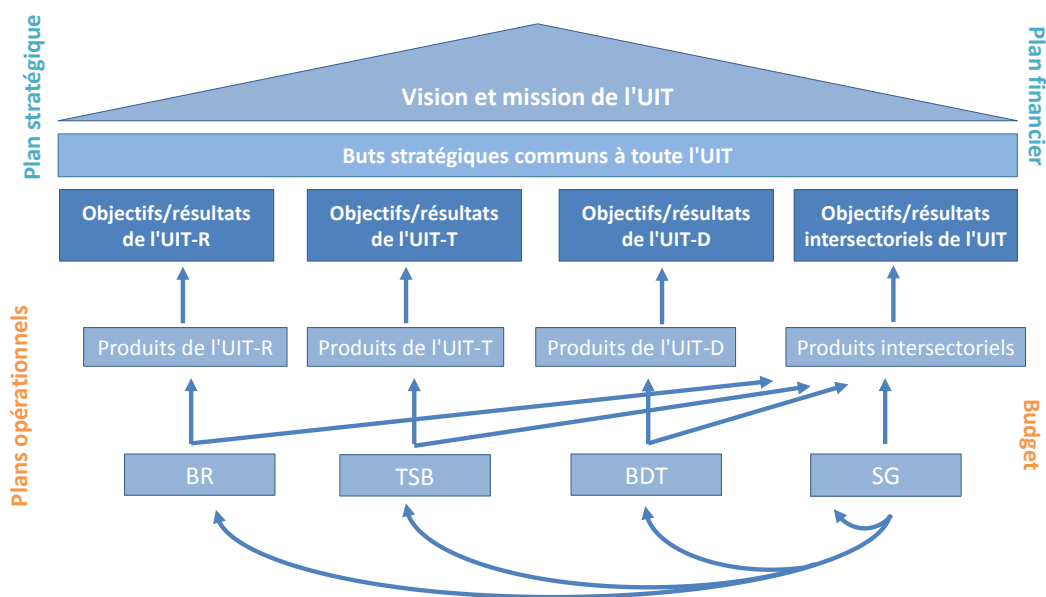 Plan stratégique
Plan financier
Vision et mission de l'UIT
Buts stratégiques communs à toute l'UIT
Objectifs/résultats
de l'UIT-R
Objectifs/résultats
de l'UIT-T
Objectifs/résultats
de l'UIT-D
Objectifs/résultats
intersectoriels de l'UIT
Plans opérationnels
Produits de l'UIT-R
Produits de l'UIT-T
Produits de l'UIT-D
Produits intersectoriels
Budget
BR
TSB
BDT
SG